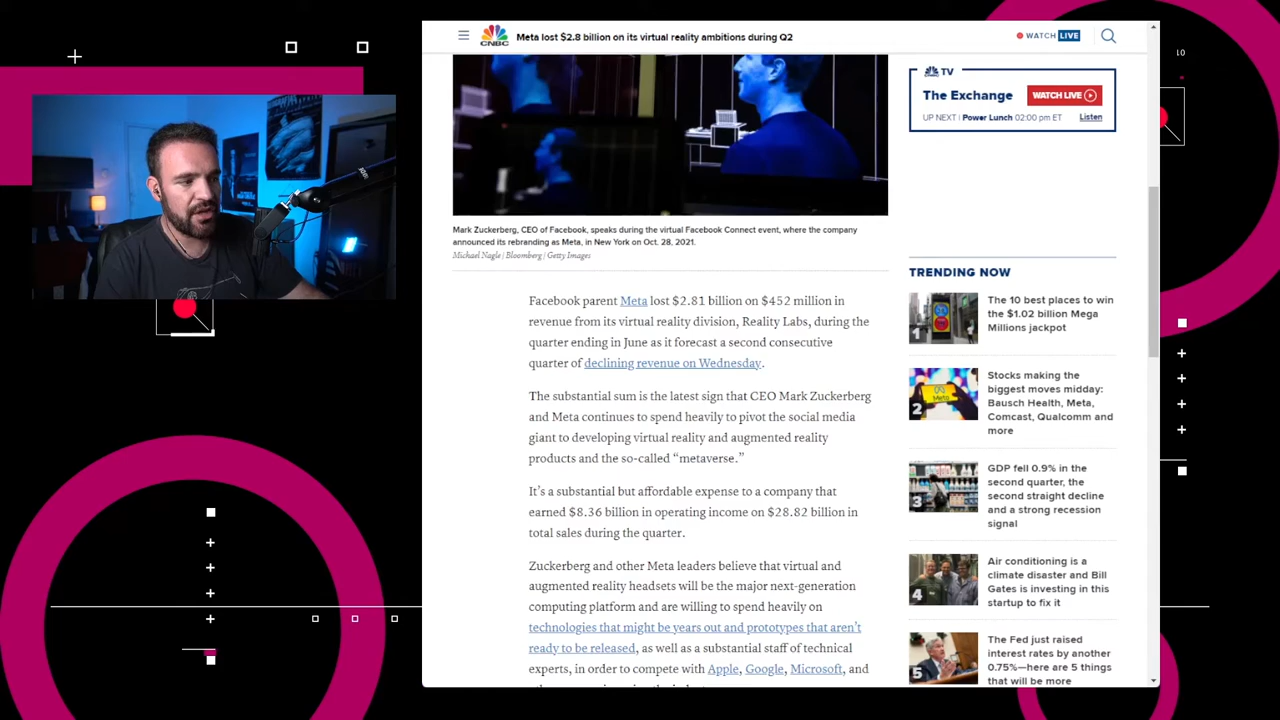 CNBC
Meta lost $2.8 billion on its virtual reality ambitions during Q2
WATCH LIVE
TV
The Exchange
WATCH LIVE
UP NEXT | Power Lunch 02:00 pm ET
Listen
Mark Zuckerberg, CEO of Facebook, speaks during the virtual Facebook Connect event, where the company
announced its rebranding as Meta, in New York on Oct. 28, 2021.
Michael Nagle | Bloomberg | Getty Images
Facebook parent Meta lost $2.81 billion on $452 million in
revenue from its virtual reality division, Reality Labs, during the
quarter ending in June as it forecast a second consecutive
quarter of declining revenue on Wednesday.
The substantial sum is the latest sign that CEO Mark Zuckerberg
and Meta continues to spend heavily to pivot the social media
giant to developing virtual reality and augmented reality
products and the so-called “metaverse.”
It’s a substantial but affordable expense to a company that
earned $8.36 billion in operating income on $28.82 billion in
total sales during the quarter.
Zuckerberg and other Meta leaders believe that virtual and
augmented reality headsets will be the major next-generation
computing platform and are willing to spend heavily on
technologies that might be years out and prototypes that aren’t
ready to be released, as well as a substantial staff of technical
experts, in order to compete with Apple, Google, Microsoft, and
TRENDING NOW
1
The 10 best places to win
the $1.02 billion Mega
Millions jackpot
2
Stocks making the
biggest moves midday:
Bausch Health, Meta,
Comcast, Qualcomm and
more
3
GDP fell 0.9% in the
second quarter, the
second straight decline
and a strong recession
signal
4
Air conditioning is a
climate disaster and Bill
Gates is investing in this
startup to fix it
5
The Fed just raised
interest rates by another
0.75%—here are 5 things
that will be more